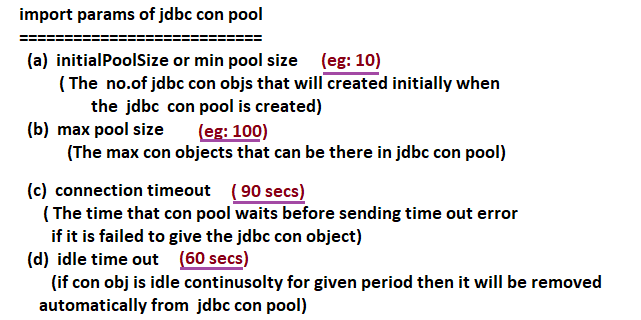 import params of jdbc con pool
===========================
(a) initialPoolSize or min pool size (eg: 10)
( The no.of jdbc con objs that will created initially when
the jdbc con pool is created)
(b) max pool size (eg: 100)
(The max con objects that can be there in jdbc con pool)
(c) connection timeout ( 90 secs)
( The time that con pool waits before sending time out error
if it is failed to give the jdbc con object)
(d) idle time out (60 secs)
(if con obj is idle continusolty for given period then it will be removed
automatically from jdbc con pool)